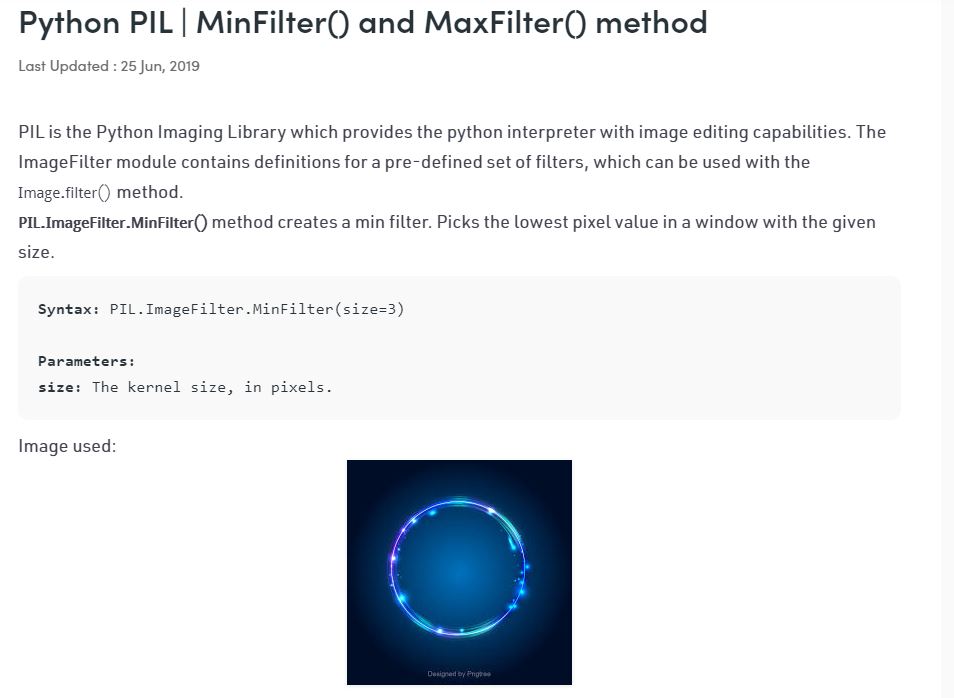 Python PIL | MinFilter() and MaxFilter() method
Last Updated : 25 Jun, 2019
PIL is the Python Imaging Library which provides the python interpreter with image editing capabilities. The
ImageFilter module contains definitions for a pre-defined set of filters, which can be used with the
Image.filter() method.
PIL.ImageFilter.MinFilter() method creates a min filter. Picks the lowest pixel value in a window with the given
size.
Syntax: PIL.ImageFilter.MinFilter(size=3)
Parameters:
size: The kernel size, in pixels.
Image used:
Designed by Pngtree